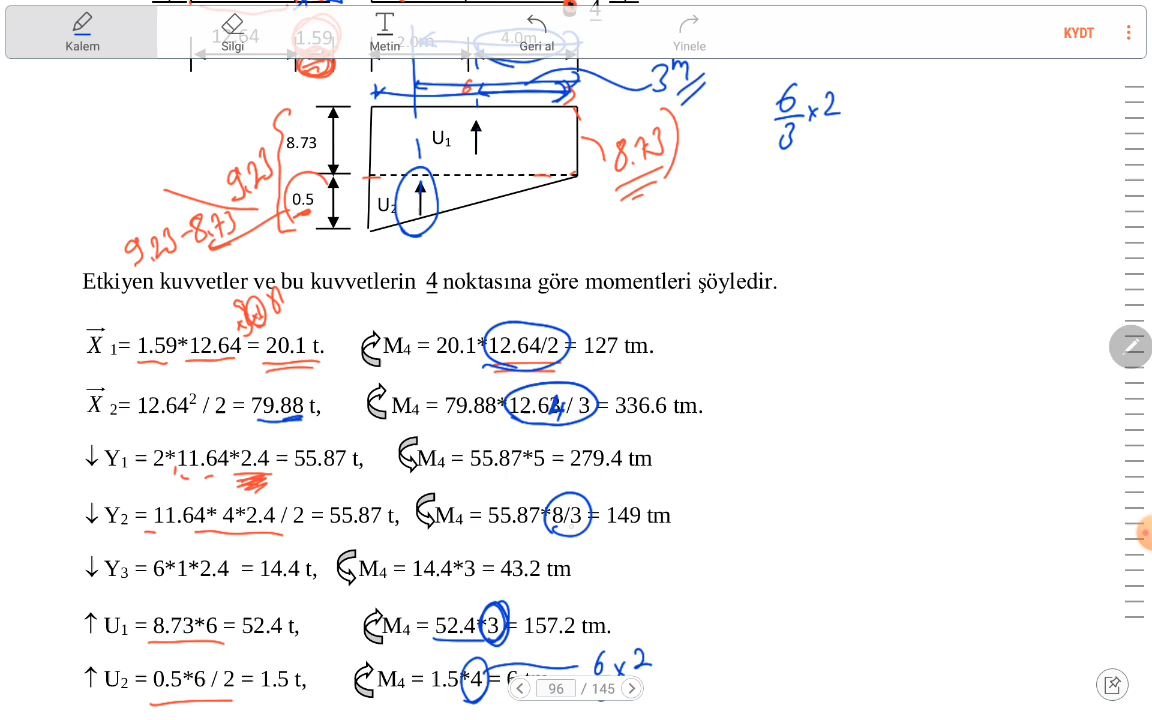 Kalem
Silgi
Metin
Geri al
Yinele
KYDT
4
12.64
1.59
2.0m
4.0m
6
3m
6/3 x 2
8.73
U1
8.73
9.23
0.5
U2
9.23-8.73
Etkiyen kuvvetler ve bu kuvvetlerin 4 noktasına göre momentleri şöyledir.
X 1= 1.59*12.64 = 20.1 t. M4 = 20.1*12.64/2 = 127 tm.
X 2= 12.64² / 2 = 79.88 t, M4 = 79.88*12.64 / 3 = 336.6 tm.
↓ Y1 = 2*11.64*2.4 = 55.87 t, M4 = 55.87*5 = 279.4 tm
↓ Y2 = 11.64* 4*2.4 / 2 = 55.87 t, M4 = 55.87*8/3 = 149 tm
↓ Y3 = 6*1*2.4 = 14.4 t, M4 = 14.4*3 = 43.2 tm
↑ U1 = 8.73*6 = 52.4 t, M4 = 52.4*3 = 157.2 tm.
↑ U2 = 0.5*6 / 2 = 1.5 t, M4 = 1.5*4 = 6 6 x 2
96 / 145